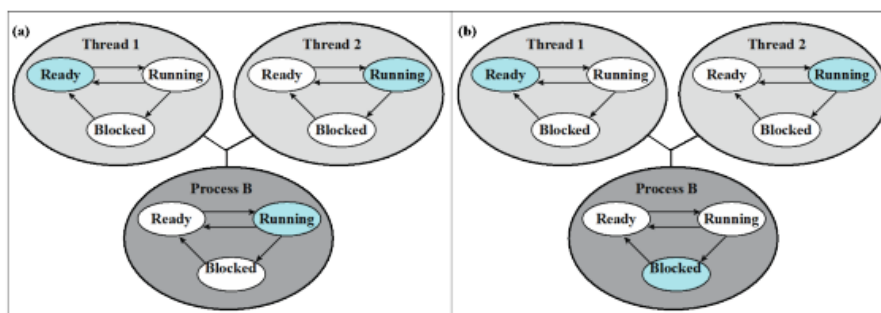 (a)
Thread 1
Thread 2
Ready
Running
Ready
Running
Blocked
Blocked
Process B
Ready
Running
Blocked
(b)
Thread 1
Thread 2
Ready
Running
Ready
Running
Blocked
Blocked
Process B
Ready
Running
Blocked